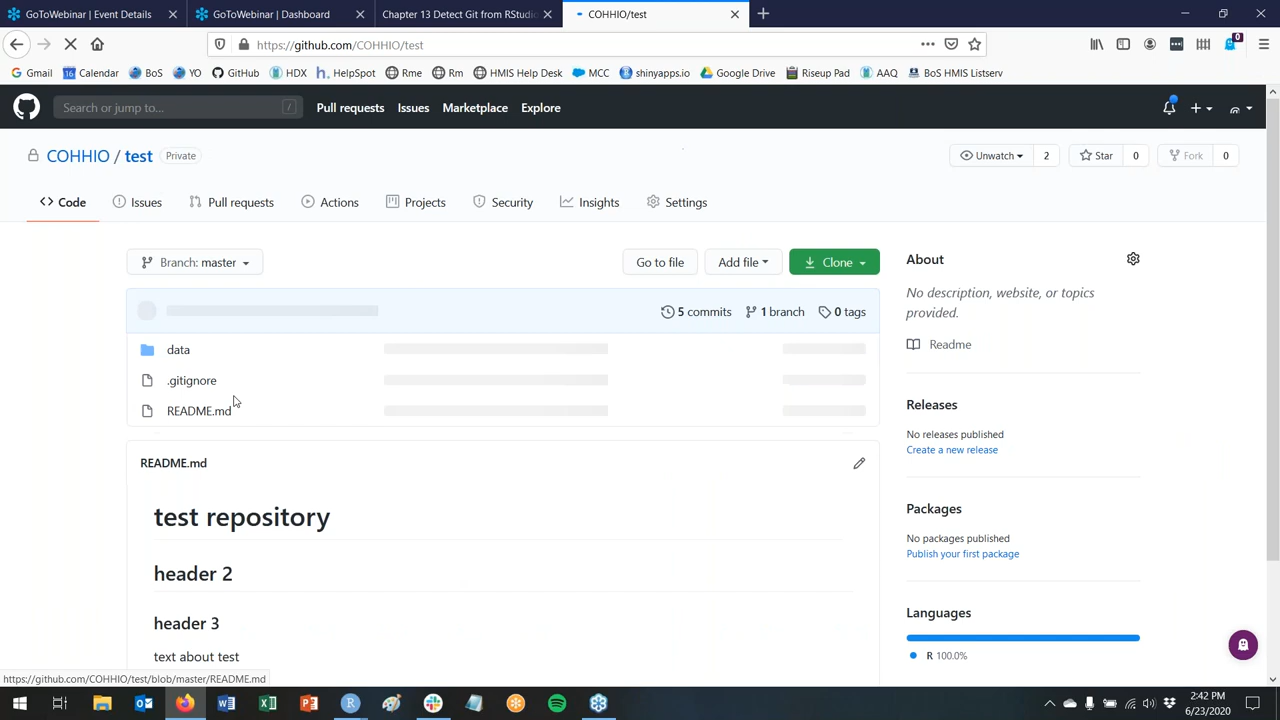 GoToWebinar | Event Details
GoToWebinar | Dashboard
Chapter 13 Detect Git from RStudio
COHHIO/test
https://github.com/COHHIO/test
0
Gmail
16 Calendar
BoS
YO
GitHub
HDX
h. HelpSpot
Rme
Rm
HMIS Help Desk
MCC
shinyapps.io
Google Drive
Riseup Pad
AAQ
BoS HMIS Listserv
Search or jump to...
/
Pull requests
Issues
Marketplace
Explore
COHHIO / test
Private
Unwatch
2
Star
0
Fork
0
Code
Issues
Pull requests
Actions
Projects
Security
Insights
Settings
Branch: master
Go to file
Add file
Clone
5 commits
1 branch
0 tags
data
.gitignore
README.md
README.md
test repository
header 2
header 3
text about test
About
No description, website, or topics
provided.
Readme
Releases
No releases published
Create a new release
Packages
No packages published
Publish your first package
Languages
R 100.0%
https://github.com/COHHIO/test/blob/master/README.md
2:42 PM
6/23/2020